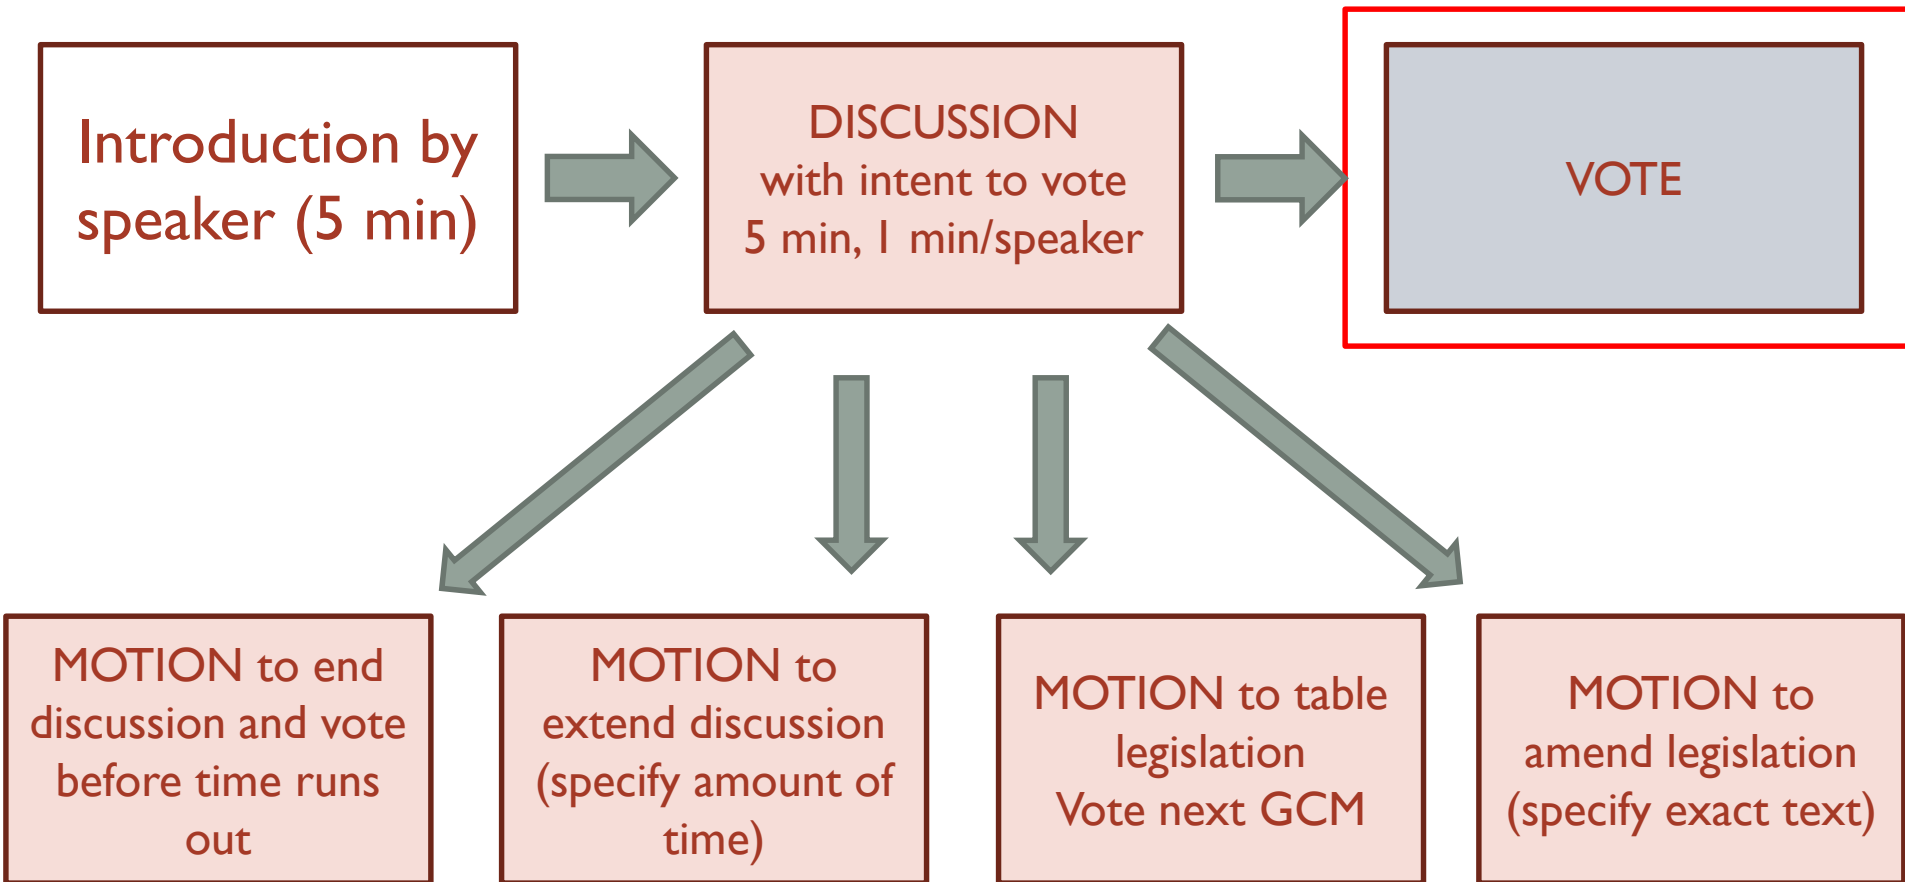 Introduction by
speaker (5 min)
DISCUSSION
with intent to vote
5 min, 1 min/speaker
VOTE
MOTION to end
discussion and vote
before time runs
out
MOTION to
extend discussion
(specify amount of
time)
MOTION to table
legislation
Vote next GCM
MOTION to
amend legislation
(specify exact text)